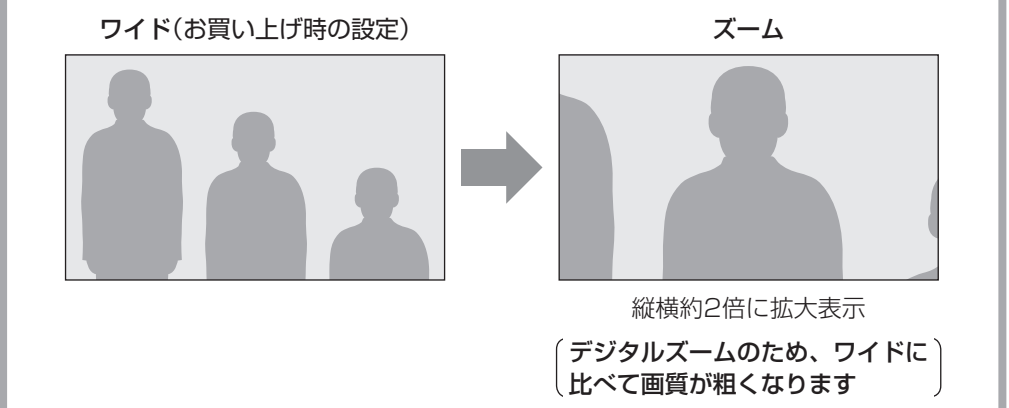 ワイド(お買い上げ時の設定)
ズーム
縦横約2倍に拡大表示
デジタルズームのため、ワイドに
比べて画質が粗くなります